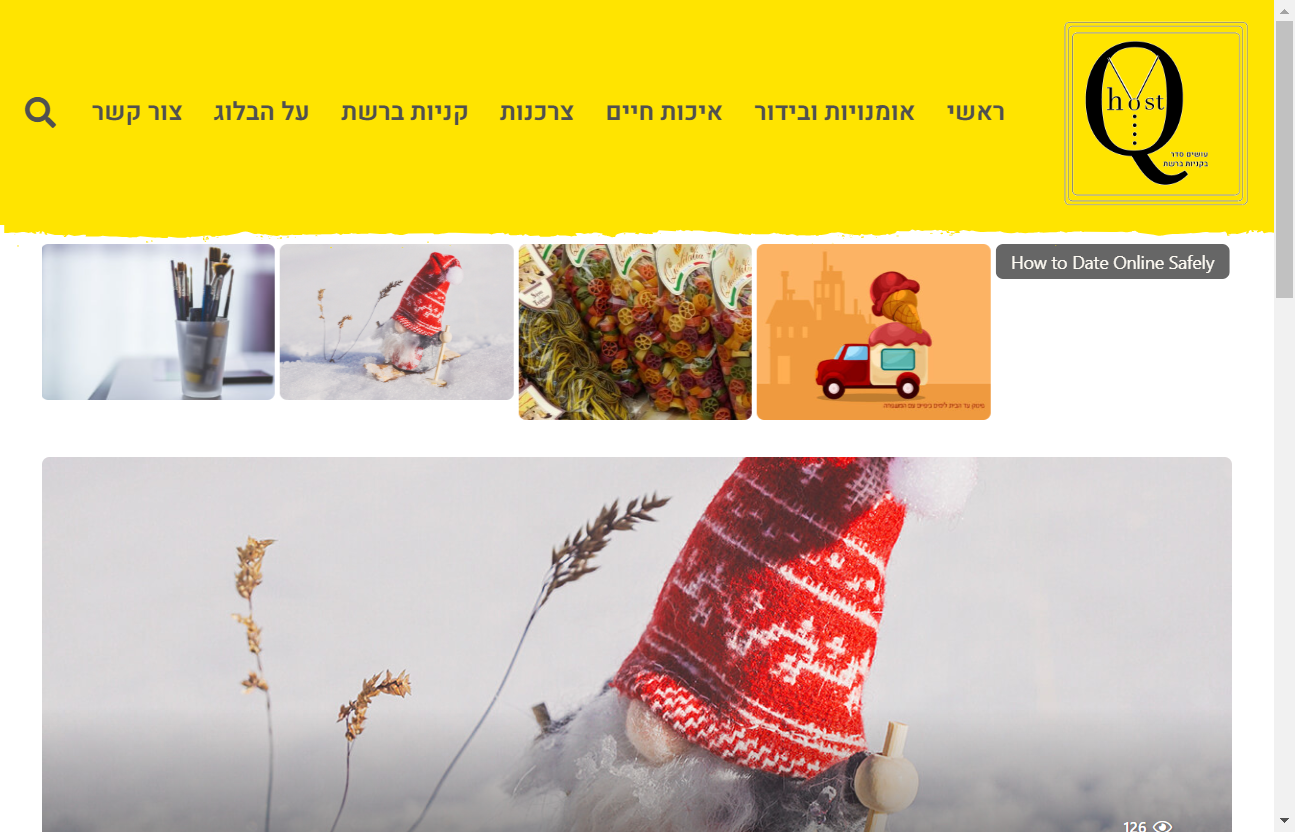 host
עושים סדר
בקניות ברשת
ראשי
אומנויות ובידור
איכות חיים
צרכנות
קניות ברשת
על הבלוג
צור קשר
How to Date Online Safely
126